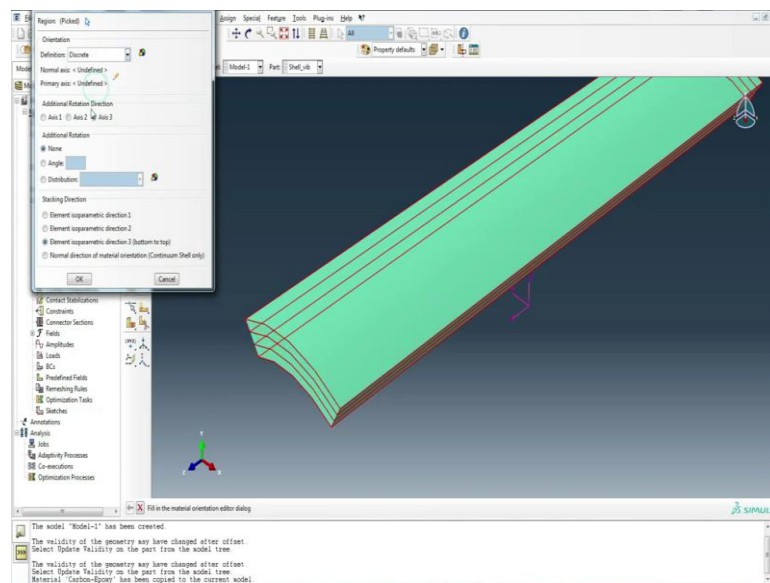 Assign Special Feature Tools Plug-ins Help
All
Property defaults
Model-1 Part: Shell_vib
Region: (Picked)
Orientation
Definition: Discrete
Normal axis: < Undefined >
Primary axis: < Undefined >
Additional Rotation Direction
Axis 1 Axis 2 Axis 3
Additional Rotation
None
Angle:
Distribution:
Stacking Direction
Element isoparametric direction 1
Element isoparametric direction 2
Element isoparametric direction 3 (bottom to top)
Normal direction of material orientation (Continuum Shell only)
OK Cancel
Contact Stabilizations
Constraints
Connector Sections
Fields
Amplitudes
Loads
BCs
Predefined Fields
Remeshing Rules
Optimization Tasks
Sketches
Annotations
Analysis
Jobs
Adaptivity Processes
Co-executions
Optimization Processes
Y
Z X
Fill in the material orientation editor dialog
SIMUL
The model "Model-1" has been created.
The validity of the geometry may have changed after offset.
Select Update Validity on the part from the model tree.
The validity of the geometry may have changed after offset.
Select Update Validity on the part from the model tree.
Material 'Carbon-Epoxy' has been copied to the current model.